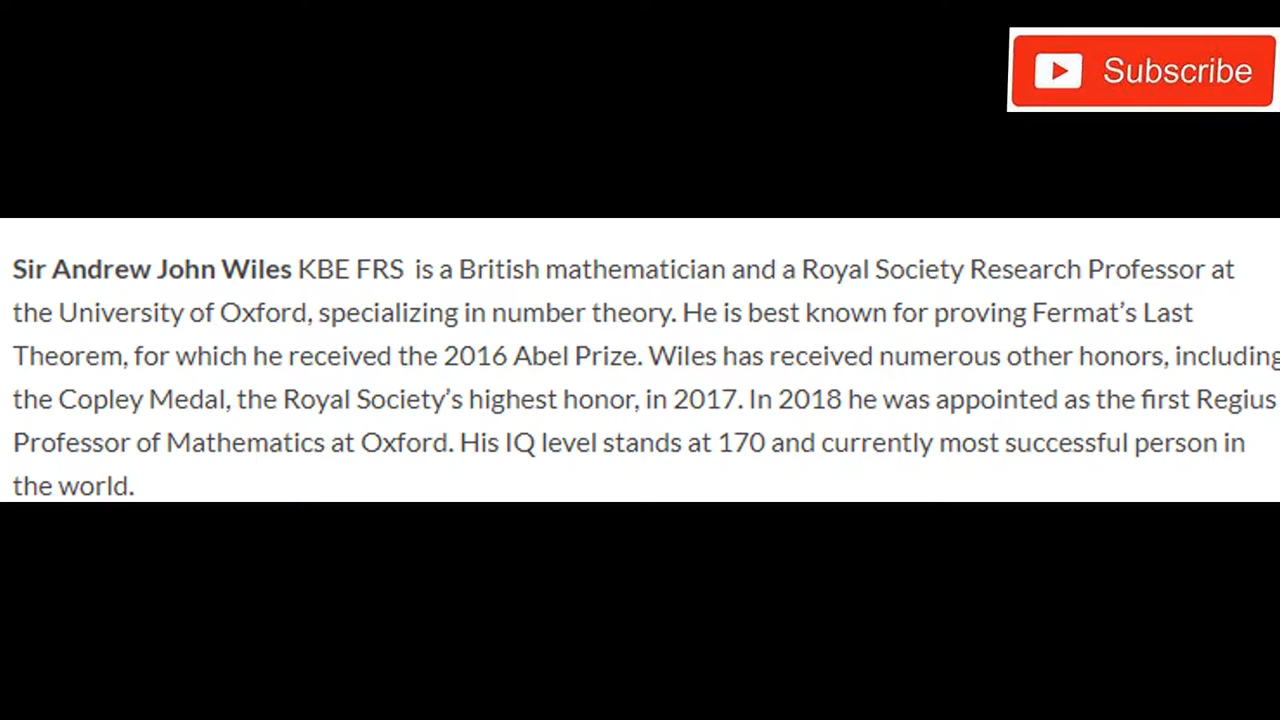 Subscribe
Sir Andrew John Wiles KBE FRS is a British mathematician and a Royal Society Research Professor at
the University of Oxford, specializing in number theory. He is best known for proving Fermat’s Last
Theorem, for which he received the 2016 Abel Prize. Wiles has received numerous other honors, including
the Copley Medal, the Royal Society’s highest honor, in 2017. In 2018 he was appointed as the first Regius
Professor of Mathematics at Oxford. His IQ level stands at 170 and currently most successful person in
the world.